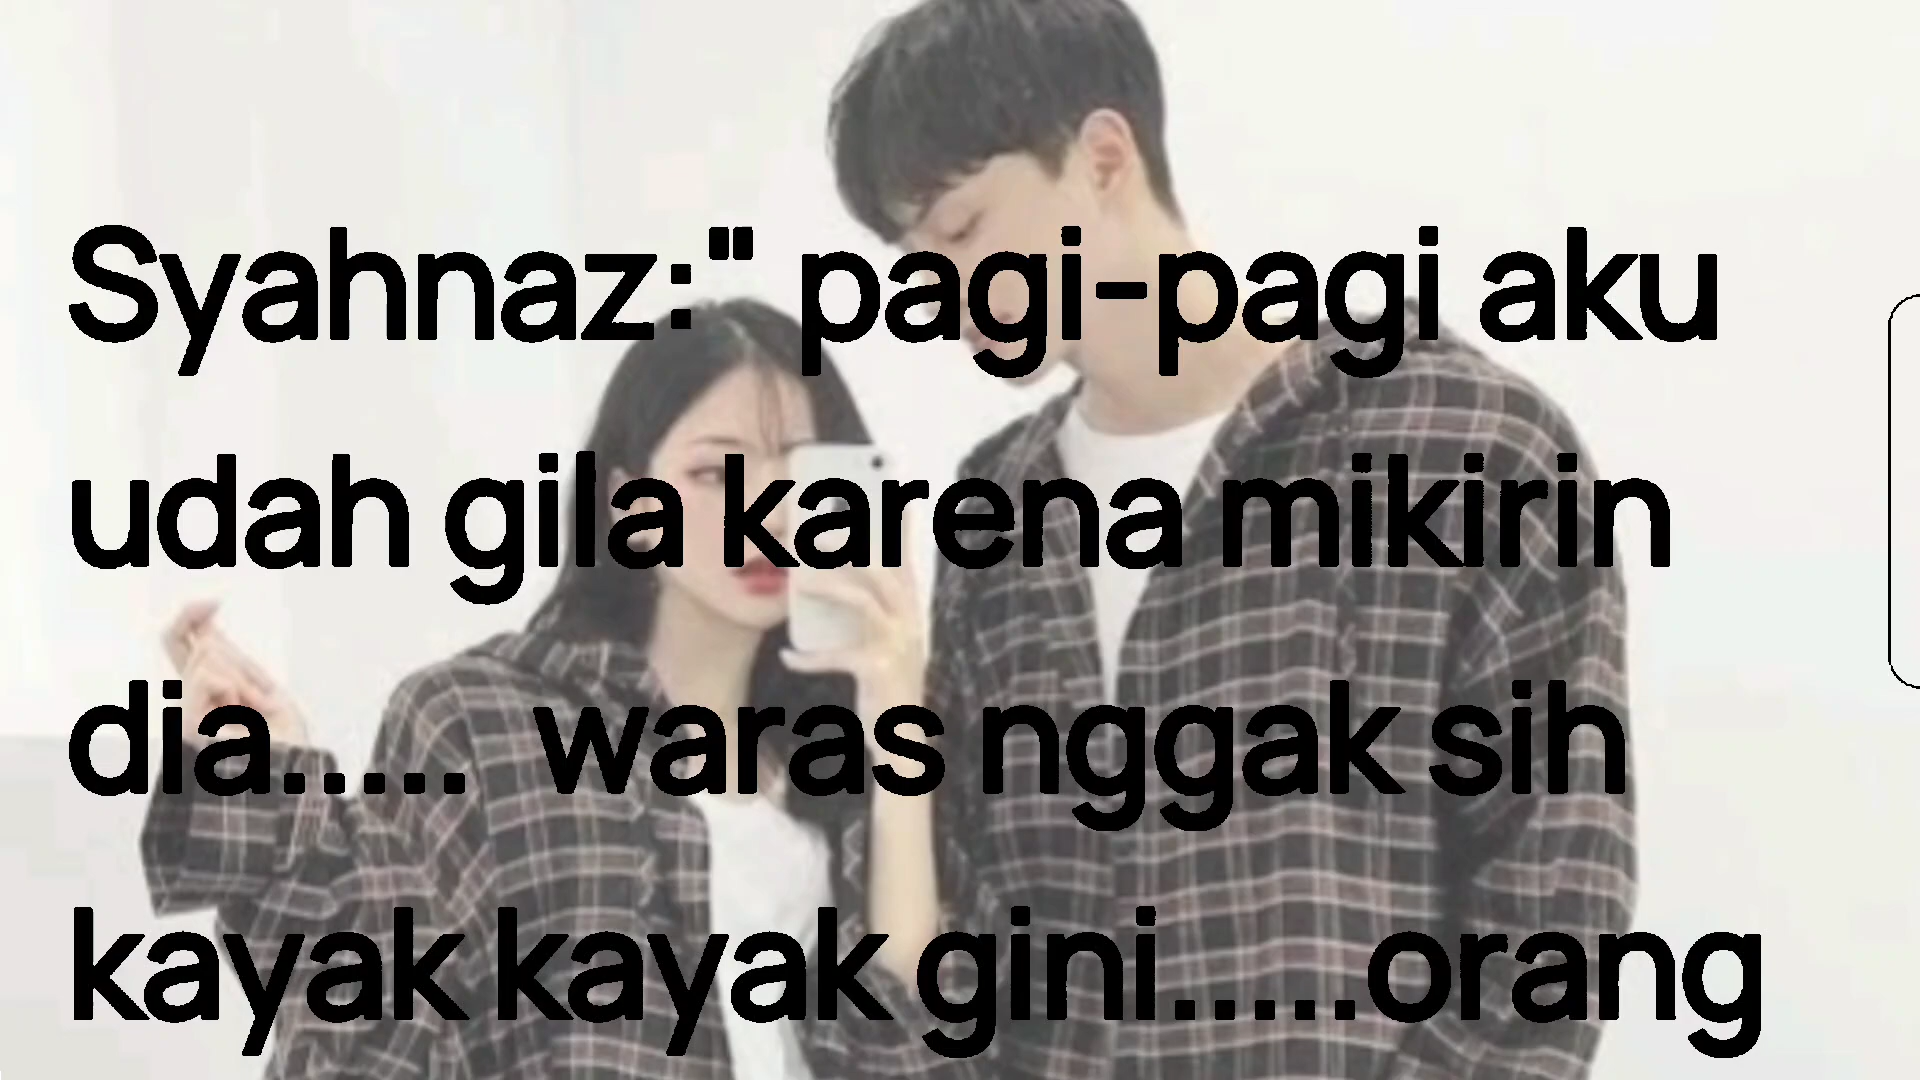 Syahnaz:" pagi-pagi aku
udah gila karena mikirin
dia..... waras nggak sih
kayak kayak gini.....orang